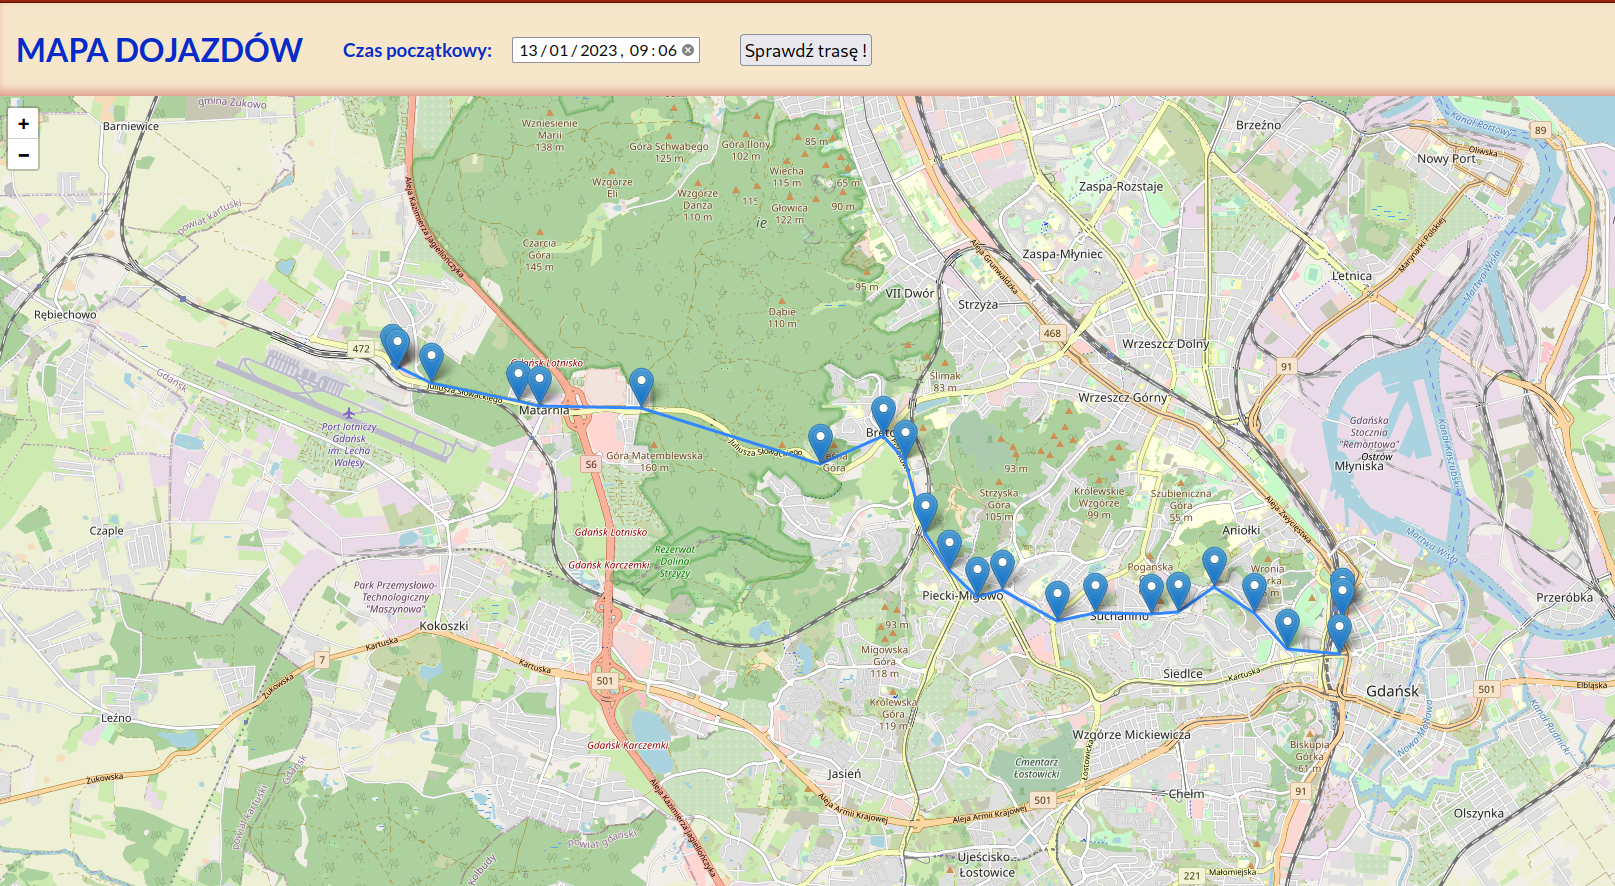 MAPA DOJAZDÓW
Czas początkowy:
13/01/2023, 09:06
Sprawdź trasę !
+
−
gmina Żukowo
Barniewice
powiat kartuski
Rębiechowo
Aleja Kazimierza Jagiellończyka
Wzniesienie
Marii
138 m
Góra Schwabego
125 m
Góra Ilony
102 m
85 m
Wiecha
115 m
65 m
Wzgórze
Eli
Wzgórze
Danza
110 m
115
Głowica
122 m
90 m
ie
Czarcia
Góra
145 m
95 m
Dąbie
110 m
VII Dwór
Strzyża
Brzeźno
Zaspa-Rozstaje
Zaspa-Młyniec
Aleja Grunwaldzka
Nowy Port
Oliwska
Kanał Portowy
89
Marynarki Polskiej
Letnica
Martwa Wisła
468
Wrzeszcz Dolny
91
Wrzeszcz Górny
Ślimak
83 m
472
Gdańsk Lotnisko
Juliusza Słowackiego
Matarnia
Gdańsk
Port lotniczy
Gdańsk
im. Lecha
Wałęsy
Góra Matemblewska
160 m
S6
Juliusza Słowackiego
Góra
93 m
Strzyska
Góra
105 m
Królewskie
Wzgórze
99 m
Szubieniczna
Góra
55 m
Gdańska
Stocznia
"Remontowa"
Ostrów
Młyniska
Kanał Kaszubski
Aniołki
Aleja Zwycięstwa
Martwa Wisła
Czaple
Gdańsk Lotnisko
Gdańsk Karczemki
Rezerwat
Dolina
Strzyży
Park Przemysłowo-
Technologiczny
"Maszynowa"
Kokoszki
Piecki-Migowo
Suchanino
Wronia
Przeróbka
Kartuska
7
Kartuska
501
Żukowska
93 m
Migowska
Góra
118 m
Siedlce
Kartuska
Gdańsk
501
Elbląska
Leźno
Królewska
Góra
119 m
Wzgórze Mickiewicza
Nowa Motława
Kanał Rudnicki
Gdańsk Karczemki
Biskupia
Górka
61 m
Gdańsk
Żukowska
Jasień
Cmentarz
Łostowicki
Łostowicka
Chełm
91
Aleja Armii Krajowej
501
Aleja Armii Krajowej
Aleja Kazimierza Jagiellończyka
Olszynka
powiat kartuski
powiat gdański
Kolbudy
Ujeścisko-
Łostowice
221
Małomiejska